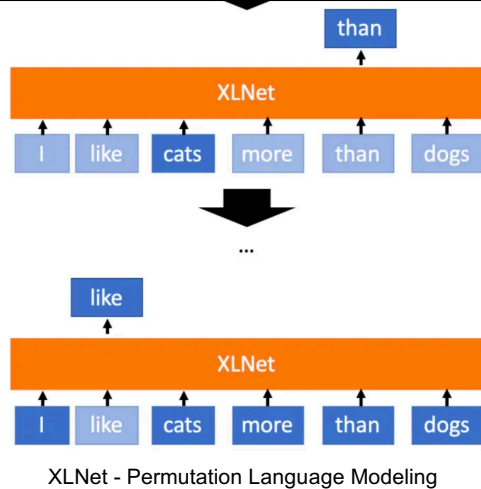 than
XLNet
I like cats more than dogs
...
like
XLNet
I like cats more than dogs
XLNet - Permutation Language Modeling